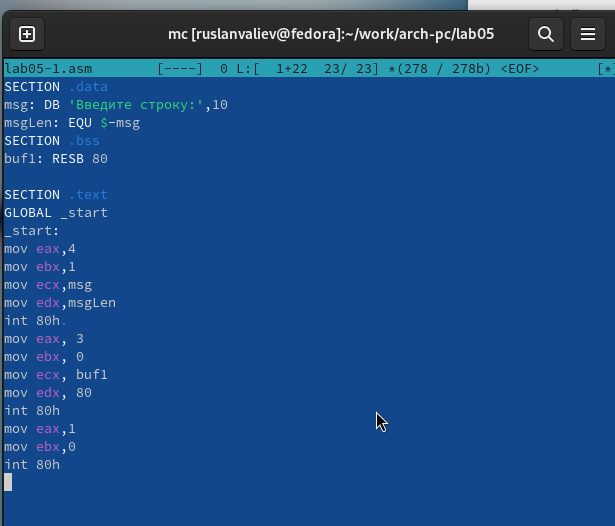 mc [ruslanvaliev@fedora]:~/work/arch-pc/lab05
lab05-1.asm [----] 0 L:[ 1+22 23/ 23] *(278 / 278b) <EOF> [*]
SECTION .data
msg: DB 'Введите строку:',10
msgLen: EQU $-msg
SECTION .bss
buf1: RESB 80
SECTION .text
GLOBAL _start
_start:
mov eax,4
mov ebx,1
mov ecx,msg
mov edx,msgLen
int 80h.
mov eax, 3
mov ebx, 0
mov ecx, buf1
mov edx, 80
int 80h
mov eax,1
mov ebx,0
int 80h